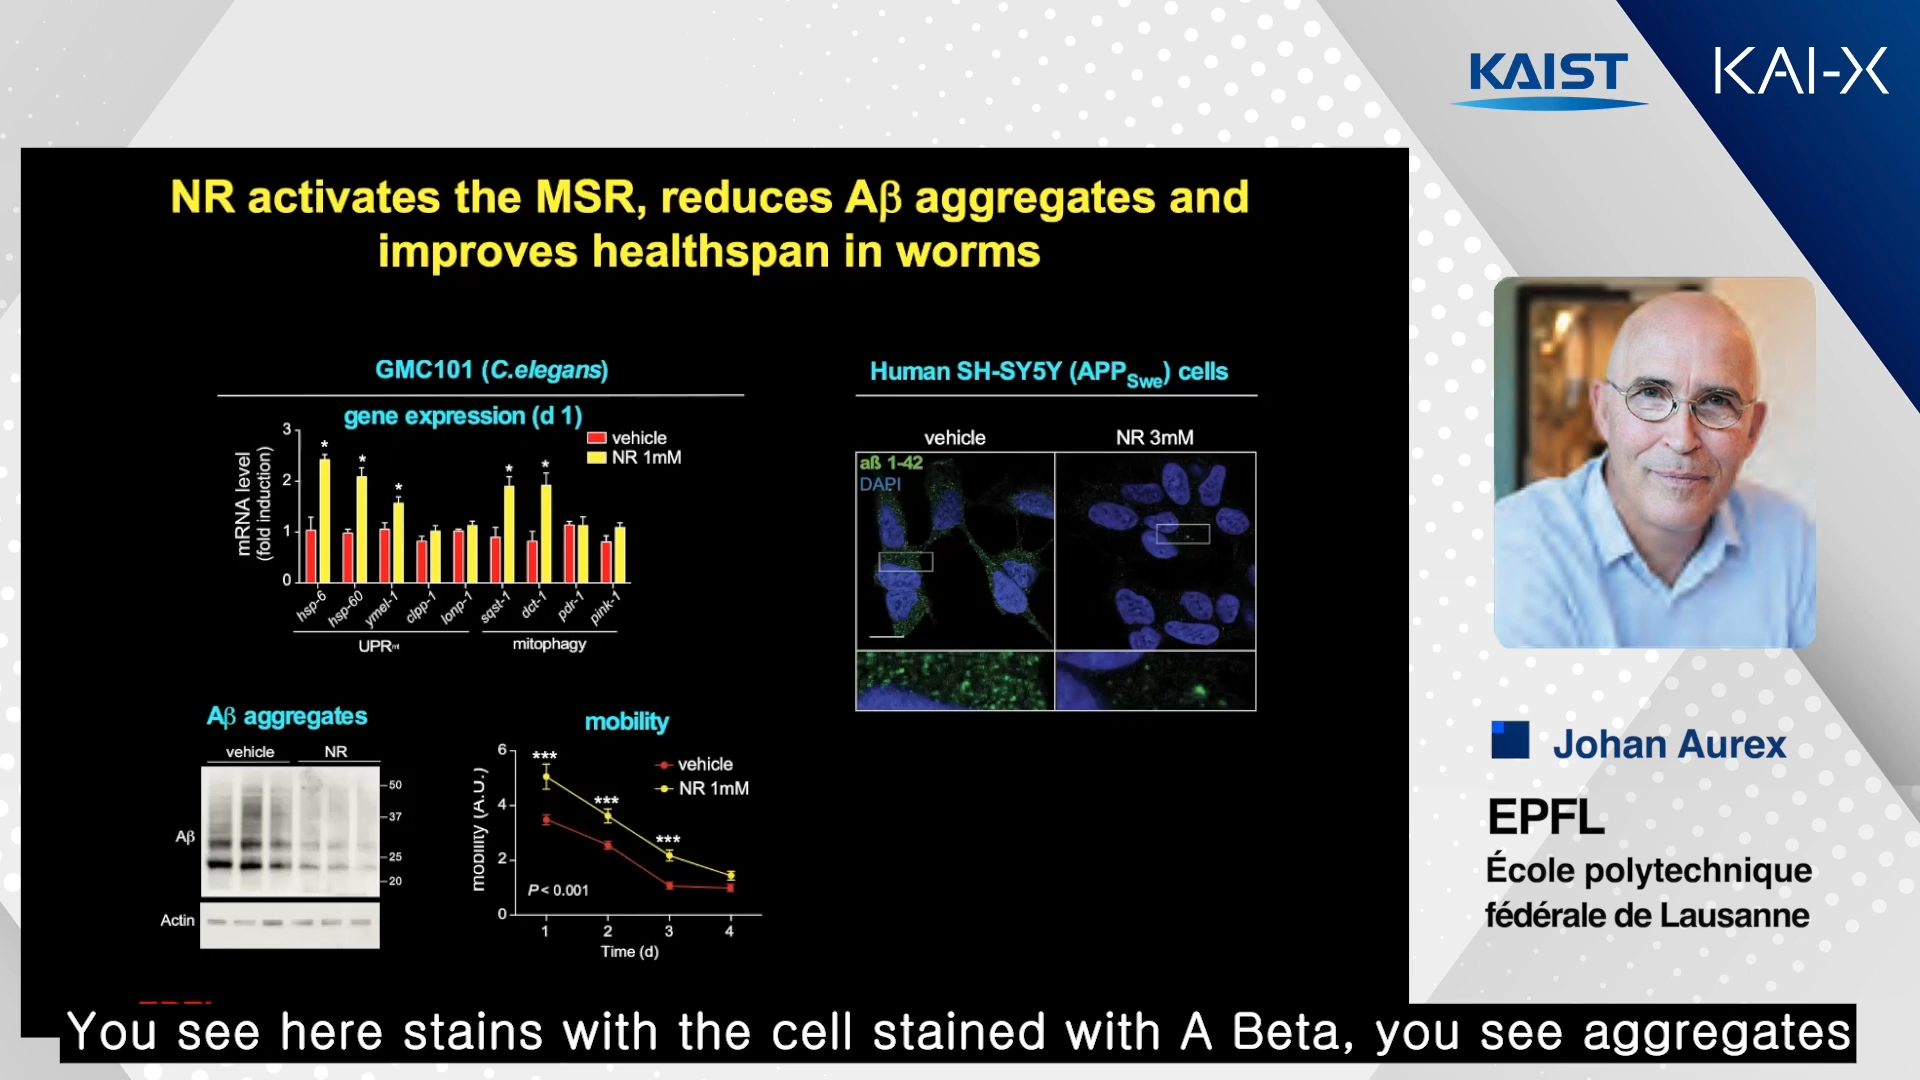 KAIST
KAI-X
NR activates the MSR, reduces Aβ aggregates and
improves healthspan in worms
GMC101 (C.elegans)
gene expression (d 1)
vehicle
NR 1mM
mRNA level
(fold induction)
3
2
1
0
* * * * *
hsp-6 hsp-60 ymel-1 clpp-1 lonp-1 sqst-1 dct-1 pdr-1 pink-1
UPRmt mitophagy
Human SH-SY5Y (APPSwe) cells
vehicle NR 3mM
aß 1-42
DAPI
Aβ aggregates
vehicle NR
Aβ
50
37
25
20
Actin
mobility
mobility (A.U.)
6
4
2
0
*** *** ***
vehicle
NR 1mM
P < 0.001
1 2 3 4
Time (d)
Johan Aurex
EPFL
École polytechnique
fédérale de Lausanne
You see here stains with the cell stained with A Beta, you see aggregates